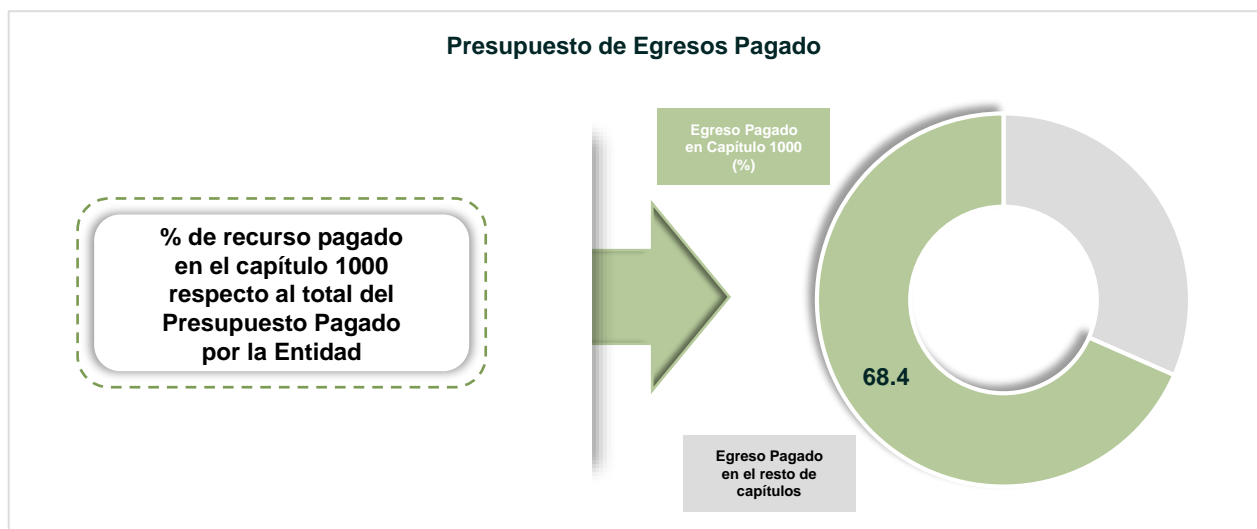 Presupuesto de Egresos Pagado
% de recurso pagado
en el capítulo 1000
respecto al total del
Presupuesto Pagado
por la Entidad
Egreso Pagado
en Capítulo 1000
(%)
68.4
Egreso Pagado
en el resto de
capítulos